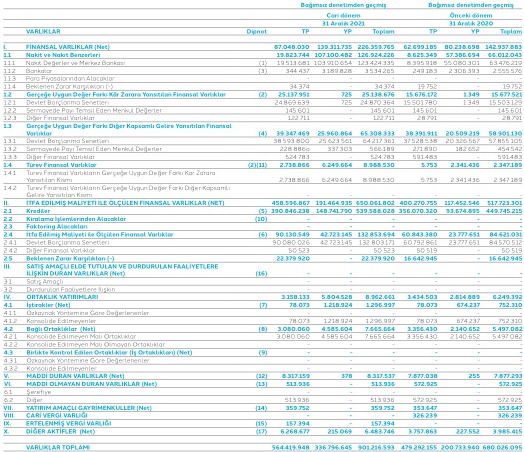 Bağımsız denetimden geçmiş Bağımsız denetimden geçmiş
Cari dönem Önceki dönem
31 Aralık 2021 31 Aralık 2020
VARLIKLAR Dipnot TP YP Toplam TP YP Toplam
I. FİNANSAL VARLIKLAR (Net) 87.048.030 139.311.735 226.359.765 62.699.185 80.238.698 142.937.883
1.1 Nakit ve Nakit Benzerleri 19.823.744 107.100.482 126.924.226 8.625.349 57.386.694 66.012.043
1.1.1 Nakit Değerler ve Merkez Bankası (1) 19.513.681 103.910.654 123.424.335 8.395.918 55.080.301 63.476.219
1.1.2 Bankalar (3) 344.437 3.189.828 3.534.265 249.183 2.306.393 2.555.576
1.1.3 Para Piyasalarından Alacaklar - - - - - -
1.1.4 Beklenen Zarar Karşılıkları (-) 34.374 - 34.374 19.752 - 19.752
1.2 Gerçeğe Uygun Değer Farkı Kâr Zarara Yansıtılan Finansal Varlıklar (2) 25.137.951 725 25.138.676 15.676.172 1.349 15.677.521
1.2.1 Devlet Borçlanma Senetleri 24.869.639 725 24.870.364 15.501.780 1.349 15.503.129
1.2.2 Sermayede Payı Temsil Eden Menkul Değerler 145.601 - 145.601 145.601 - 145.601
1.2.3 Diğer Finansal Varlıklar 122.711 - 122.711 28.791 - 28.791
1.3 Gerçeğe Uygun Değer Farkı Diğer Kapsamlı Gelire Yansıtılan Finansal
Varlıklar (4) 39.347.469 25.960.864 65.308.333 38.391.911 20.509.219 58.901.130
1.3.1 Devlet Borçlanma Senetleri 38.593.800 25.623.561 64.217.361 37.528.538 20.326.567 57.855.105
1.3.2 Sermayede Payı Temsil Eden Menkul Değerler 228.886 337.303 566.189 271.890 182.652 454.542
1.3.3 Diğer Finansal Varlıklar 524.783 - 524.783 591.483 - 591.483
1.4 Türev Finansal Varlıklar (2)(11) 2.738.866 6.249.664 8.988.530 5.753 2.341.436 2.347.189
1.4.1 Türev Finansal Varlıkların Gerçeğe Uygun Değer Farkı Kar Zarara
Yansıtılan Kısmı 2.738.866 6.249.664 8.988.530 5.753 2.341.436 2.347.189
1.4.2 Türev Finansal Varlıkların Gerçeğe Uygun Değer Farkı Diğer Kapsamlı
Gelire Yansıtılan Kısmı - - - - - -
II. İTFA EDİLMİŞ MALİYETİ İLE ÖLÇÜLEN FİNANSAL VARLIKLAR (NET) 458.596.867 191.464.935 650.061.802 400.270.755 117.452.546 517.723.301
2.1 Krediler (5) 390.846.238 148.741.790 539.588.028 356.070.320 93.674.895 449.745.215
2.2 Kiralama İşlemlerinden Alacaklar (10) - - - - - -
2.3 Faktoring Alacakları - - - - - -
2.4 İtfa Edilmiş Maliyeti ile Ölçülen Finansal Varlıklar (6) 90.130.549 42.723.145 132.853.694 60.843.380 23.777.651 84.621.031
2.4.1 Devlet Borçlanma Senetleri 90.080.026 42.723.145 132.803.171 60.792.861 23.777.651 84.570.512
2.4.2 Diğer Finansal Varlıklar 50.523 - 50.523 50.519 - 50.519
2.5 Beklenen Zarar Karşılıkları (-) 22.379.920 - 22.379.920 16.642.945 - 16.642.945
III. SATIŞ AMAÇLI ELDE TUTULAN VE DURDURULAN FAALİYETLERE
İLİŞKİN DURAN VARLIKLAR (Net) (16) - - - - - -
3.1 Satış Amaçlı - - - - - -
3.2 Durdurulan Faaliyetlere İlişkin - - - - - -
IV. ORTAKLIK YATIRIMLARI 3.158.133 5.804.528 8.962.661 3.434.503 2.814.889 6.249.392
4.1 İştirakler (Net) (7) 78.073 1.218.924 1.296.997 78.073 674.237 752.310
4.1.1 Özkaynak Yöntemine Göre Değerlenenler - - - - - -
4.1.2 Konsolide Edilmeyenler 78.073 1.218.924 1.296.997 78.073 674.237 752.310
4.2 Bağlı Ortaklıklar (Net) (8) 3.080.060 4.585.604 7.665.664 3.356.430 2.140.652 5.497.082
4.2.1 Konsolide Edilmeyen Mali Ortaklıklar 3.080.060 4.585.604 7.665.664 3.356.430 2.140.652 5.497.082
4.2.2 Konsolide Edilmeyen Mali Olmayan Ortaklıklar - - - - - -
4.3 Birlikte Kontrol Edilen Ortaklıklar (İş Ortaklıkları) (Net) (9) - - - - - -
4.3.1 Özkaynak Yöntemine Göre Değerlenenler - - - - - -
4.3.2 Konsolide Edilmeyenler - - - - - -
V. MADDİ DURAN VARLIKLAR (Net) (12) 8.317.159 378 8.317.537 7.877.038 255 7.877.293
VI. MADDİ OLMAYAN DURAN VARLIKLAR (Net) (13) 513.936 - 513.936 572.925 - 572.925
6.1 Şerefiye - - - - - -
6.2 Diğer 513.936 - 513.936 572.925 - 572.925
VII. YATIRIM AMAÇLI GAYRİMENKULLER (Net) (14) 359.752 - 359.752 353.647 - 353.647
VIII. CARİ VERGİ VARLIĞI - - - 326.239 - 326.239
IX. ERTELENMİŞ VERGİ VARLIĞI (15) 157.394 - 157.394 - - -
X. DİĞER AKTİFLER (Net) (17) 6.268.677 215.069 6.483.746 3.757.863 227.552 3.985.415
VARLIKLAR TOPLAMI 564.419.948 336.796.645 901.216.593 479.292.155 200.733.940 680.026.095